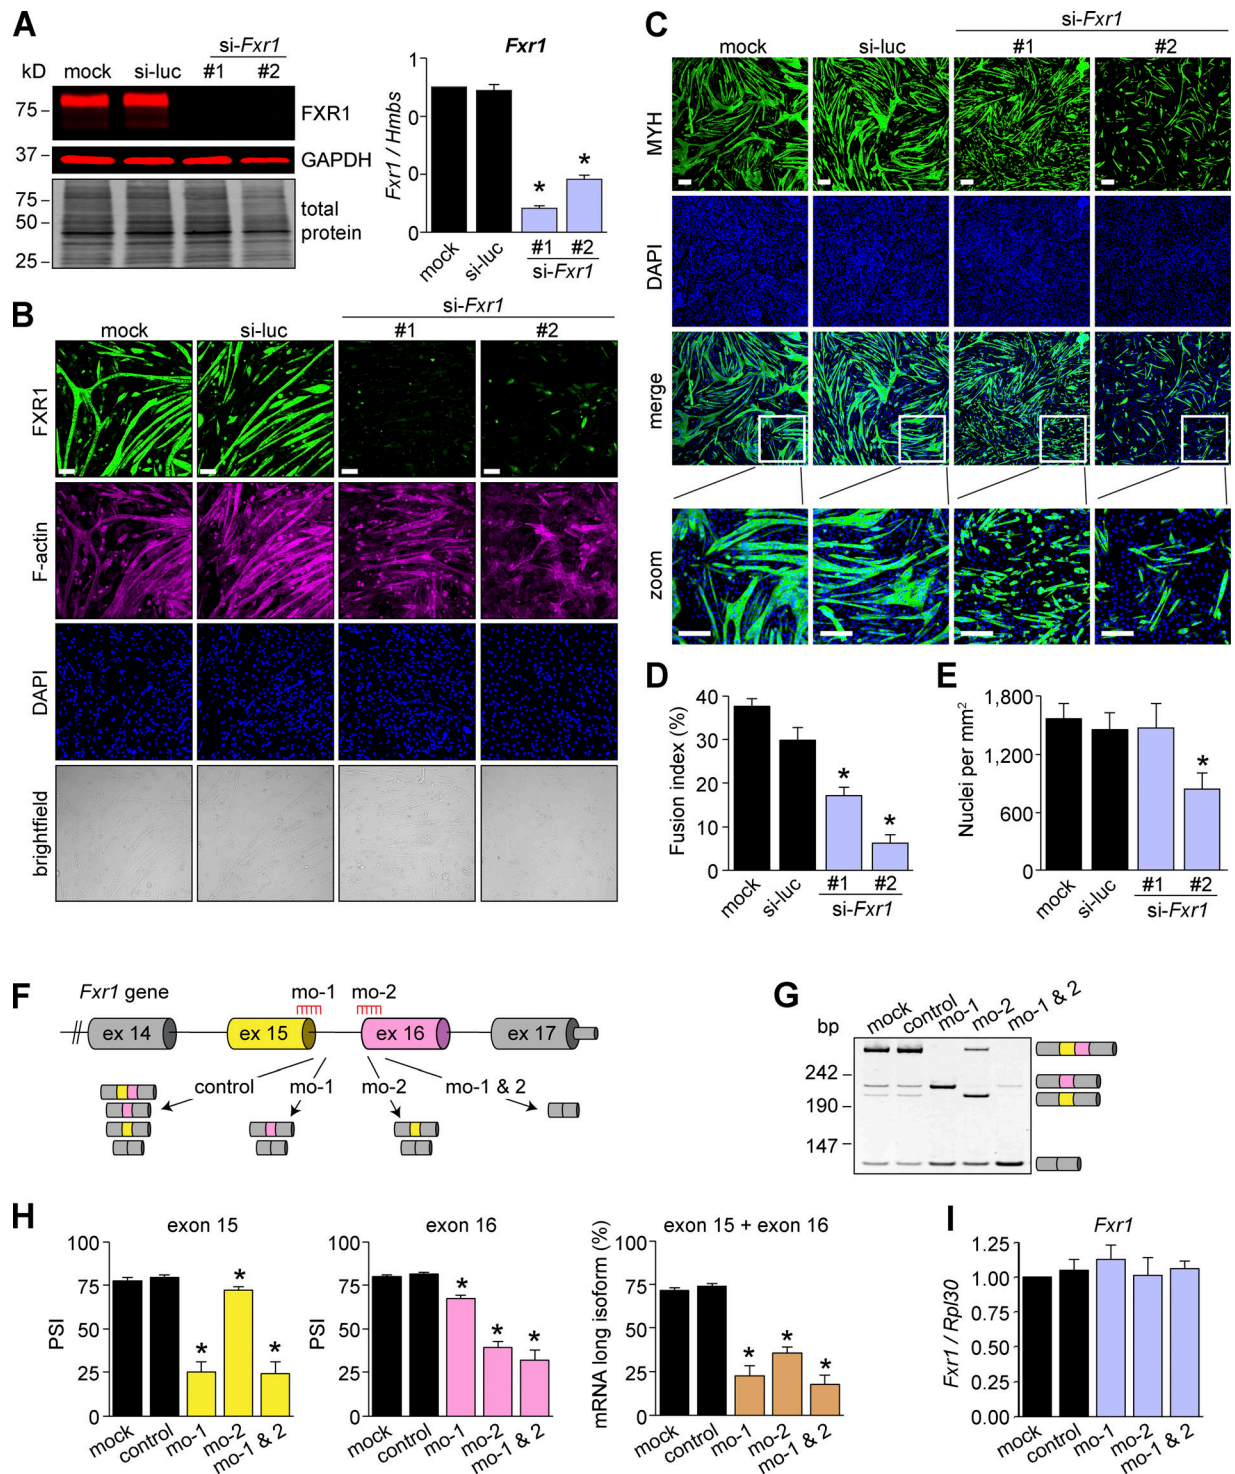 A
si-Fxr1
kD
mock
si-luc
#1
#2
75
FXR1
37
GAPDH
75
50
25
total
protein
Fxr1
Fxr1 / Hmbs
1
0
0
0
mock
si-luc
#1
#2
si-Fxr1
B
si-Fxr1
mock
si-luc
#1
#2
FXR1
F-actin
DAPI
brightfield
C
si-Fxr1
mock
si-luc
#1
#2
MYH
DAPI
merge
zoom
D
Fusion index (%)
40
30
20
10
0
*
*
mock
si-luc
#1
#2
si-Fxr1
E
Nuclei per mm2
1,800
1,200
600
0
*
mock
si-luc
#1
#2
si-Fxr1
F
Fxr1 gene
mo-1
mo-2
ex 14
ex 15
ex 16
ex 17
control
mo-1
mo-2
mo-1 & 2
G
bp
mock
control
mo-1
mo-2
mo-1 & 2
242
190
147
H
exon 15
PSI
100
75
50
25
0
*
*
*
mock
control
mo-1
mo-2
mo-1 & 2
exon 16
PSI
100
75
50
25
0
*
*
*
mock
control
mo-1
mo-2
mo-1 & 2
exon 15 + exon 16
mRNA long isoform (%)
100
75
50
25
0
*
*
*
mock
control
mo-1
mo-2
mo-1 & 2
I
Fxr1
Fxr1 / Rpl30
1.25
1.00
0.75
0.50
0.25
0.00
mock
control
mo-1
mo-2
mo-1 & 2